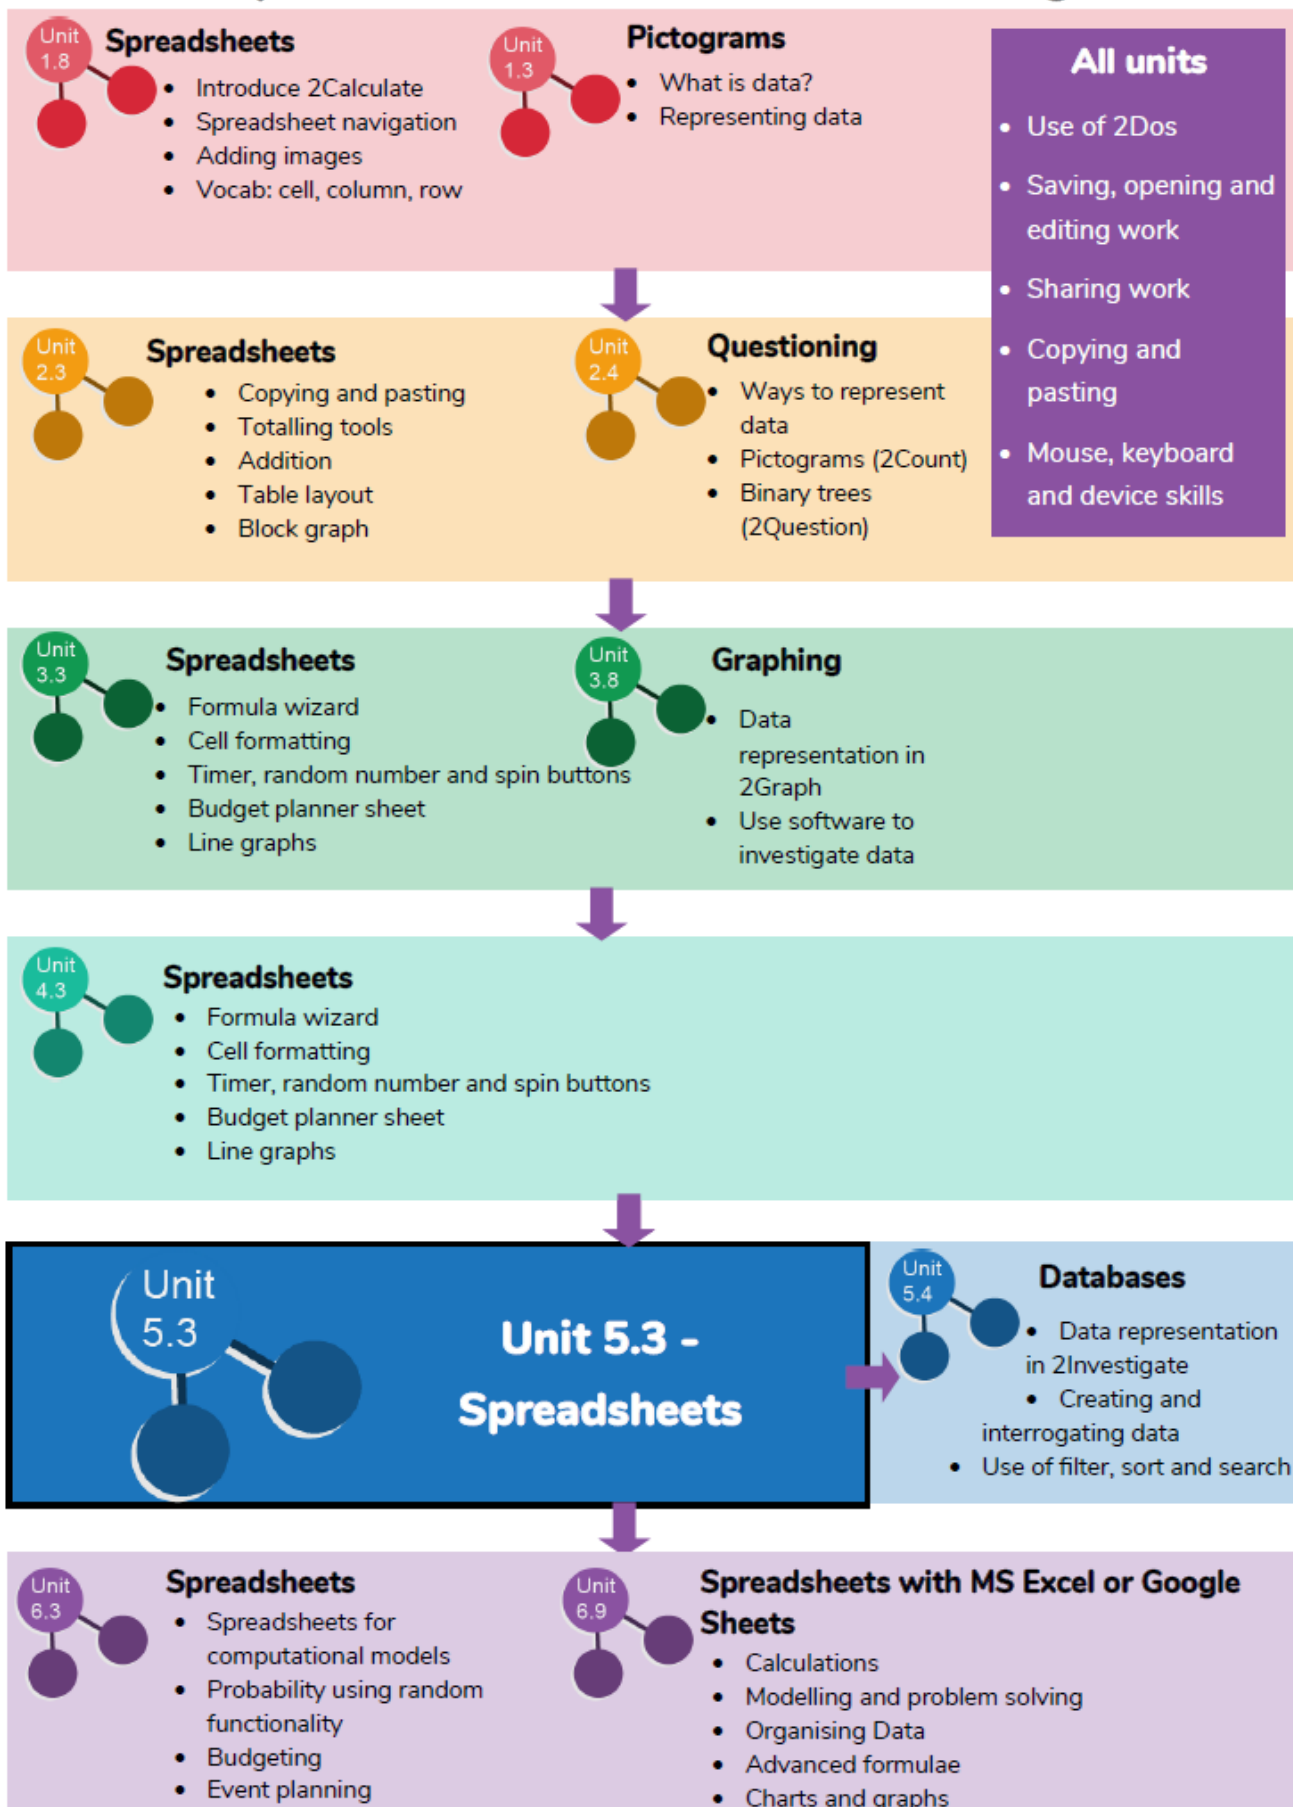 Unit
1.8
Spreadsheets
• Introduce 2Calculate
• Spreadsheet navigation
• Adding images
• Vocab: cell, column, row
Unit
1.3
Pictograms
• What is data?
• Representing data
All units
• Use of 2Dos
• Saving, opening and
editing work
• Sharing work
• Copying and
pasting
• Mouse, keyboard
and device skills
Unit
2.3
Spreadsheets
• Copying and pasting
• Totalling tools
• Addition
• Table layout
• Block graph
Unit
2.4
Questioning
• Ways to represent
data
• Pictograms (2Count)
• Binary trees
(2Question)
Unit
3.3
Spreadsheets
• Formula wizard
• Cell formatting
• Timer, random number and spin buttons
• Budget planner sheet
• Line graphs
Unit
3.8
Graphing
• Data
representation in
2Graph
• Use software to
investigate data
Unit
4.3
Spreadsheets
• Formula wizard
• Cell formatting
• Timer, random number and spin buttons
• Budget planner sheet
• Line graphs
Unit
5.3
Unit 5.3 -
Spreadsheets
Unit
5.4
Databases
• Data representation
in 2Investigate
• Creating and
interrogating data
• Use of filter, sort and search
Unit
6.3
Spreadsheets
• Spreadsheets for
computational models
• Probability using random
functionality
• Budgeting
• Event planning
Unit
6.9
Spreadsheets with MS Excel or Google
Sheets
• Calculations
• Modelling and problem solving
• Organising Data
• Advanced formulae
• Charts and graphs